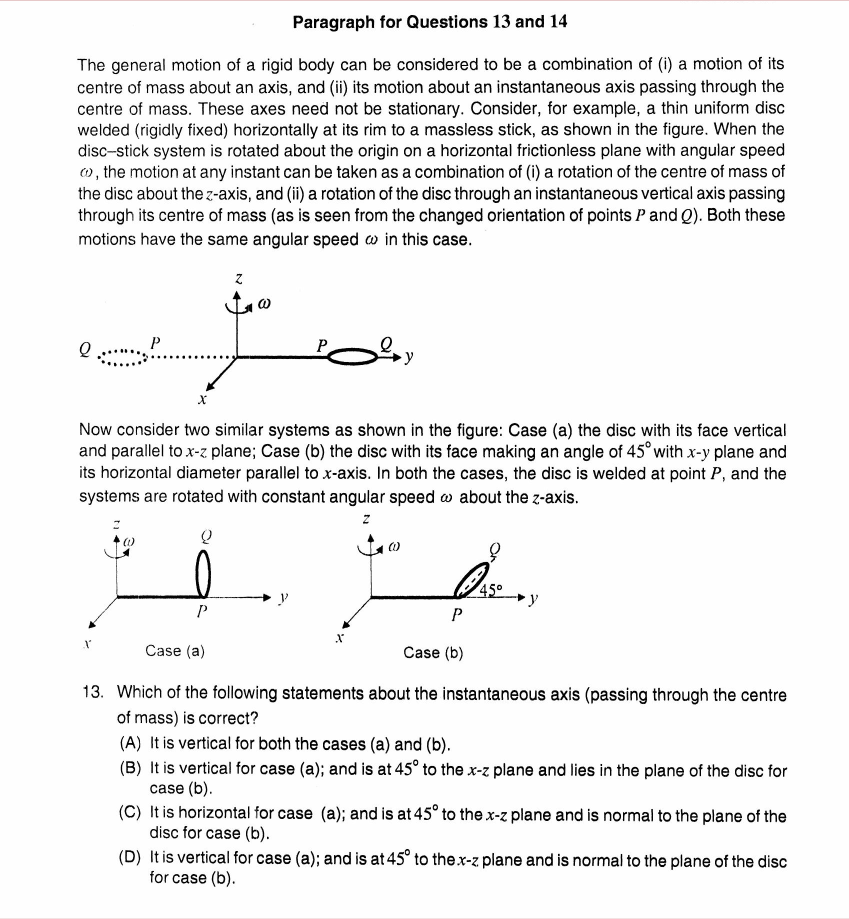 Paragraph for Questions 13 and 14
The general motion of a rigid body can be considered to be a combination of (i) a motion of its
centre of mass about an axis, and (ii) its motion about an instantaneous axis passing through the
centre of mass. These axes need not be stationary. Consider, for example, a thin uniform disc
welded (rigidly fixed) horizontally at its rim to a massless stick, as shown in the figure. When the
disc–stick system is rotated about the origin on a horizontal frictionless plane with angular speed
ω, the motion at any instant can be taken as a combination of (i) a rotation of the centre of mass of
the disc about the z-axis, and (ii) a rotation of the disc through an instantaneous vertical axis passing
through its centre of mass (as is seen from the changed orientation of points P and Q). Both these
motions have the same angular speed ω in this case.
z
ω
Q P P Q y
x
Now consider two similar systems as shown in the figure: Case (a) the disc with its face vertical
and parallel to x-z plane; Case (b) the disc with its face making an angle of 45° with x-y plane and
its horizontal diameter parallel to x-axis. In both the cases, the disc is welded at point P, and the
systems are rotated with constant angular speed ω about the z-axis.
z Q z
ω ω Q
45°
P y P y
x x
Case (a) Case (b)
13. Which of the following statements about the instantaneous axis (passing through the centre
of mass) is correct?
(A) It is vertical for both the cases (a) and (b).
(B) It is vertical for case (a); and is at 45° to the x-z plane and lies in the plane of the disc for
case (b).
(C) It is horizontal for case (a); and is at 45° to the x-z plane and is normal to the plane of the
disc for case (b).
(D) It is vertical for case (a); and is at 45° to the x-z plane and is normal to the plane of the disc
for case (b).